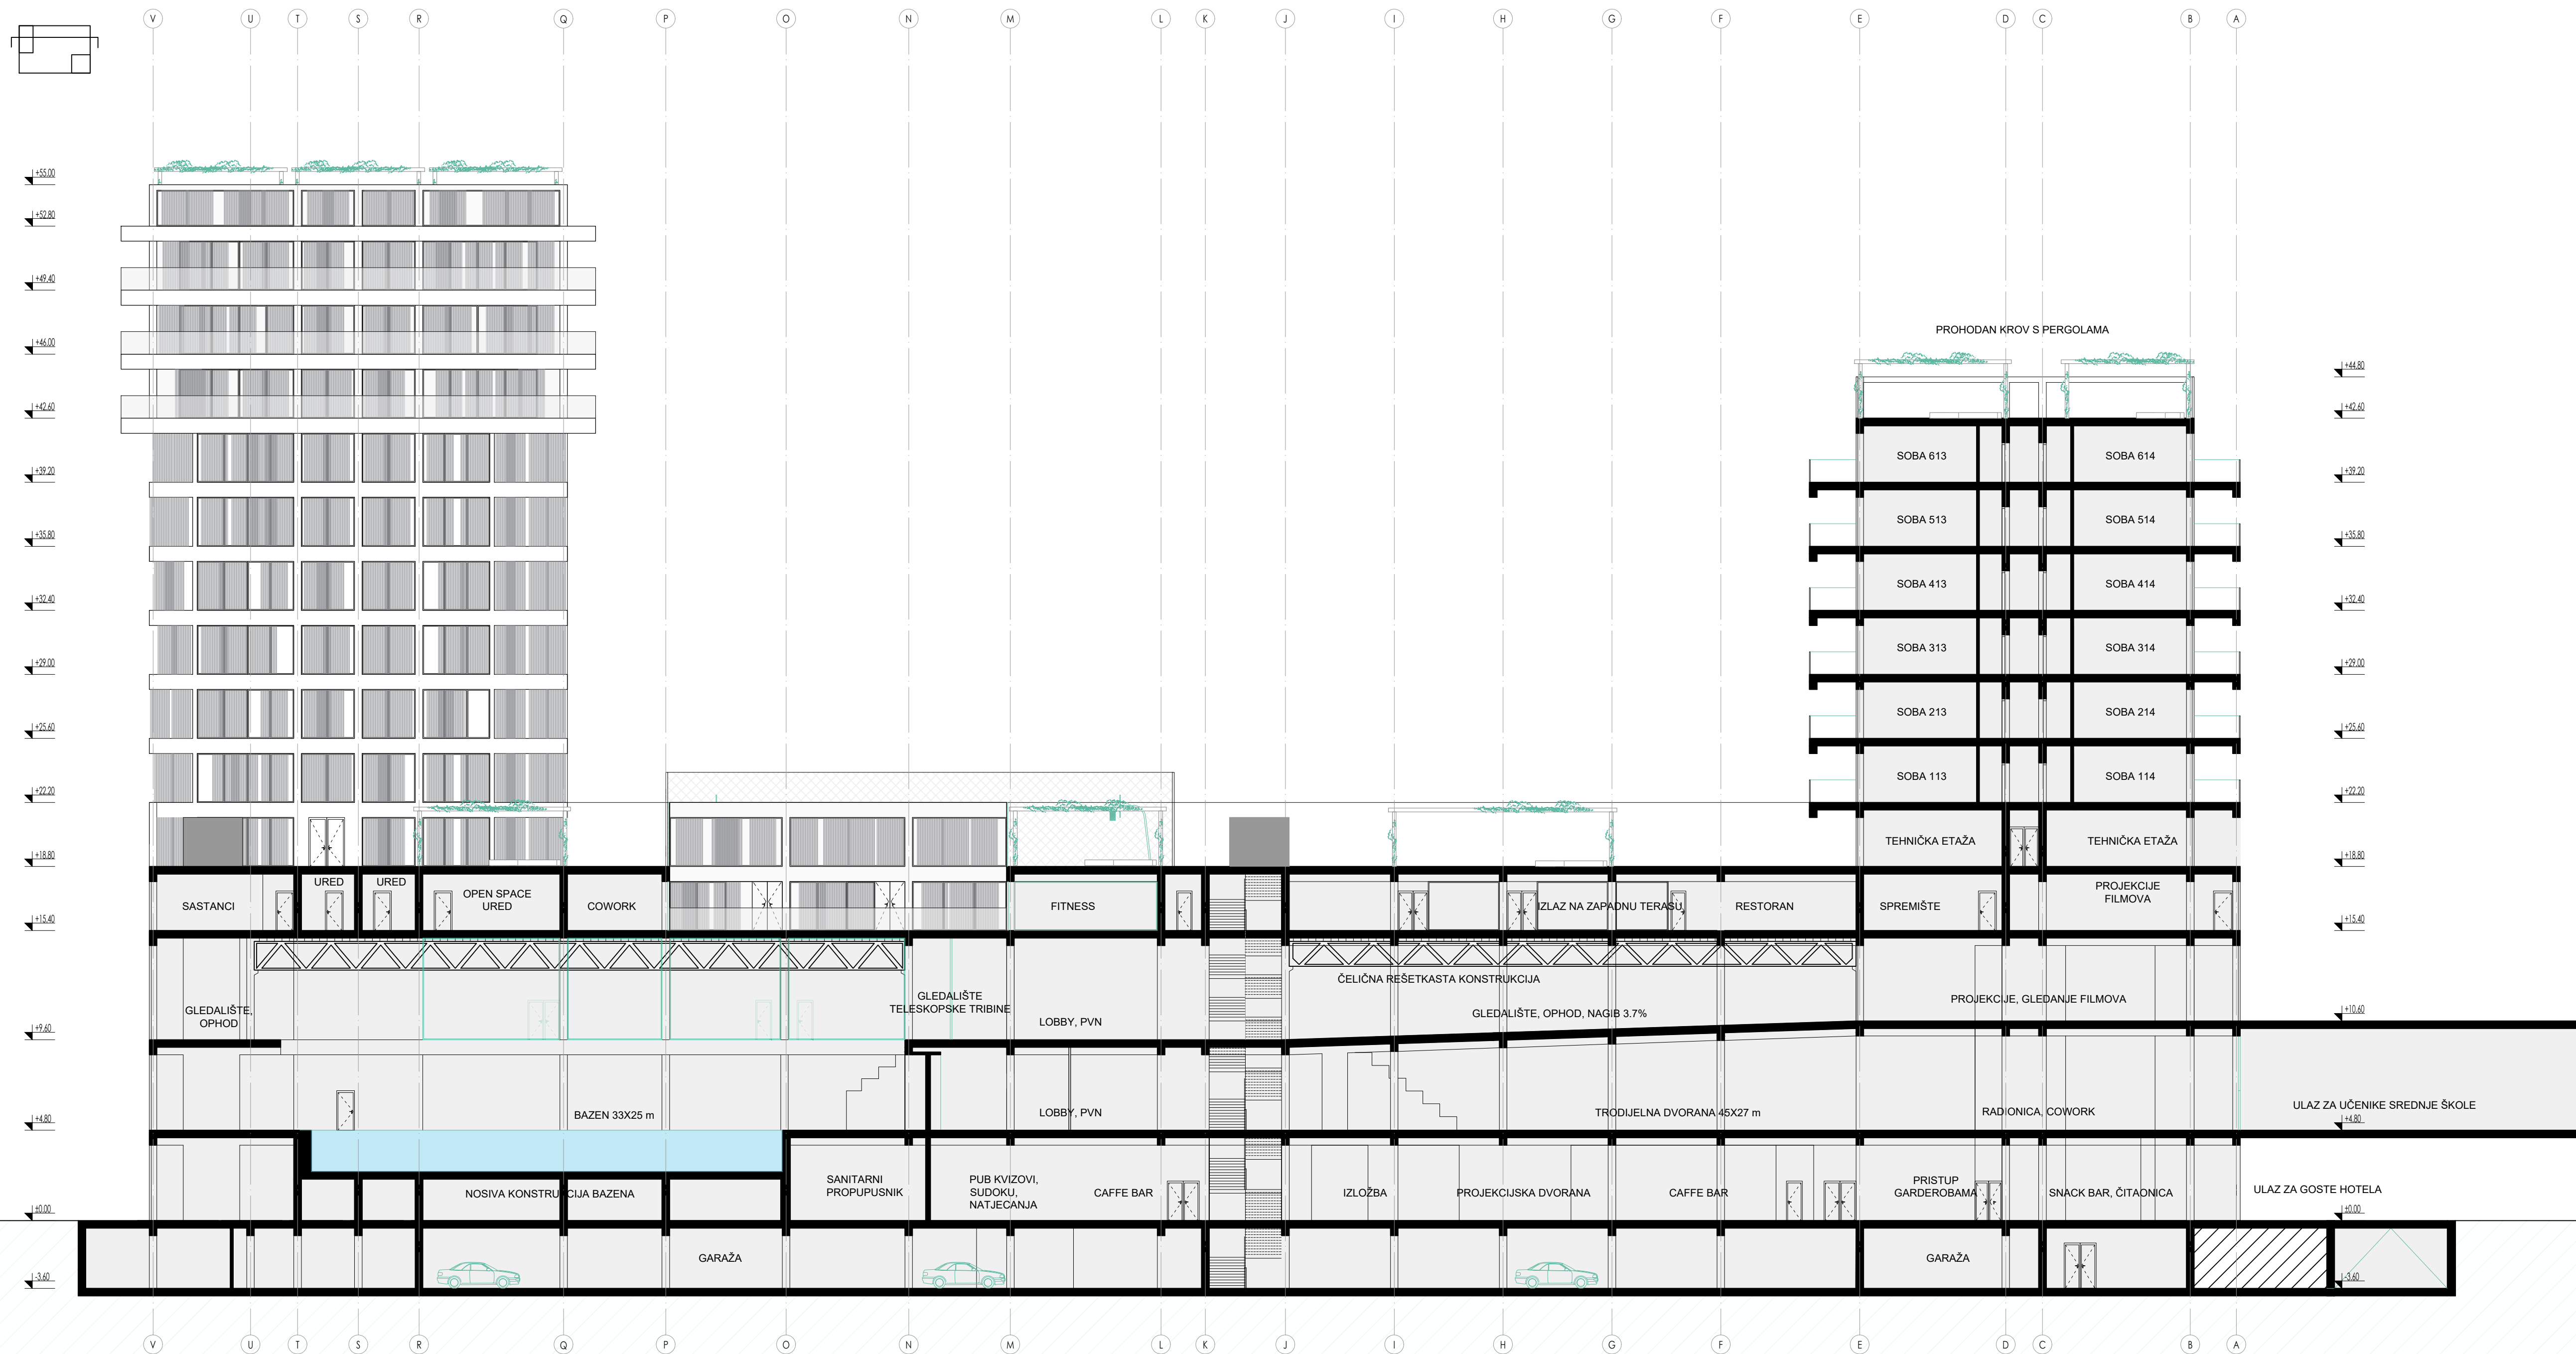 V U T S R Q P O N M L K J I H G F E D C B A
+55.00
+52.80
+49.40
+46.00
PROHODAN KROV S PERGOLAMA
+44.80
+42.60
+42.60
SOBA 613
SOBA 614
+39.20
+39.20
SOBA 513
SOBA 514
+35.80
+35.80
SOBA 413
SOBA 414
+32.40
+32.40
SOBA 313
SOBA 314
+29.00
+29.00
SOBA 213
SOBA 214
+25.60
+25.60
SOBA 113
SOBA 114
+22.20
+22.20
TEHNIČKA ETAŽA
TEHNIČKA ETAŽA
+18.80
+18.80
SASTANCI
URED
URED
OPEN SPACE
URED
COWORK
FITNESS
IZLAZ NA ZAPADNU TERASU
RESTORAN
SPREMIŠTE
PROJEKCIJE
FILMOVA
+15.40
+15.40
GLEDALIŠTE,
OPHOD
GLEDALIŠTE
TELESKOPSKE TRIBINE
LOBBY, PVN
ČELIČNA REŠETKASTA KONSTRUKCIJA
GLEDALIŠTE, OPHOD, NAGIB 3.7%
PROJEKCIJE, GLEDANJE FILMOVA
+9.60
+10.60
BAZEN 33X25 m
LOBBY, PVN
TRODIJELNA DVORANA 45X27 m
RADIONICA, COWORK
ULAZ ZA UČENIKE SREDNJE ŠKOLE
+4.80
+4.80
NOSIVA KONSTRUKCIJA BAZENA
SANITARNI
PROPUPUSNIK
PUB KVIZOVI,
SUDOKU,
NATJECANJA
CAFFE BAR
IZLOŽBA
PROJEKCIJSKA DVORANA
CAFFE BAR
PRISTUP
GARDEROBAMA
SNACK BAR, ČITAONICA
ULAZ ZA GOSTE HOTELA
±0.00
±0.00
GARAŽA
GARAŽA
-3.60
-3.60
V U T S R Q P O N M L K J I H G F E D C B A